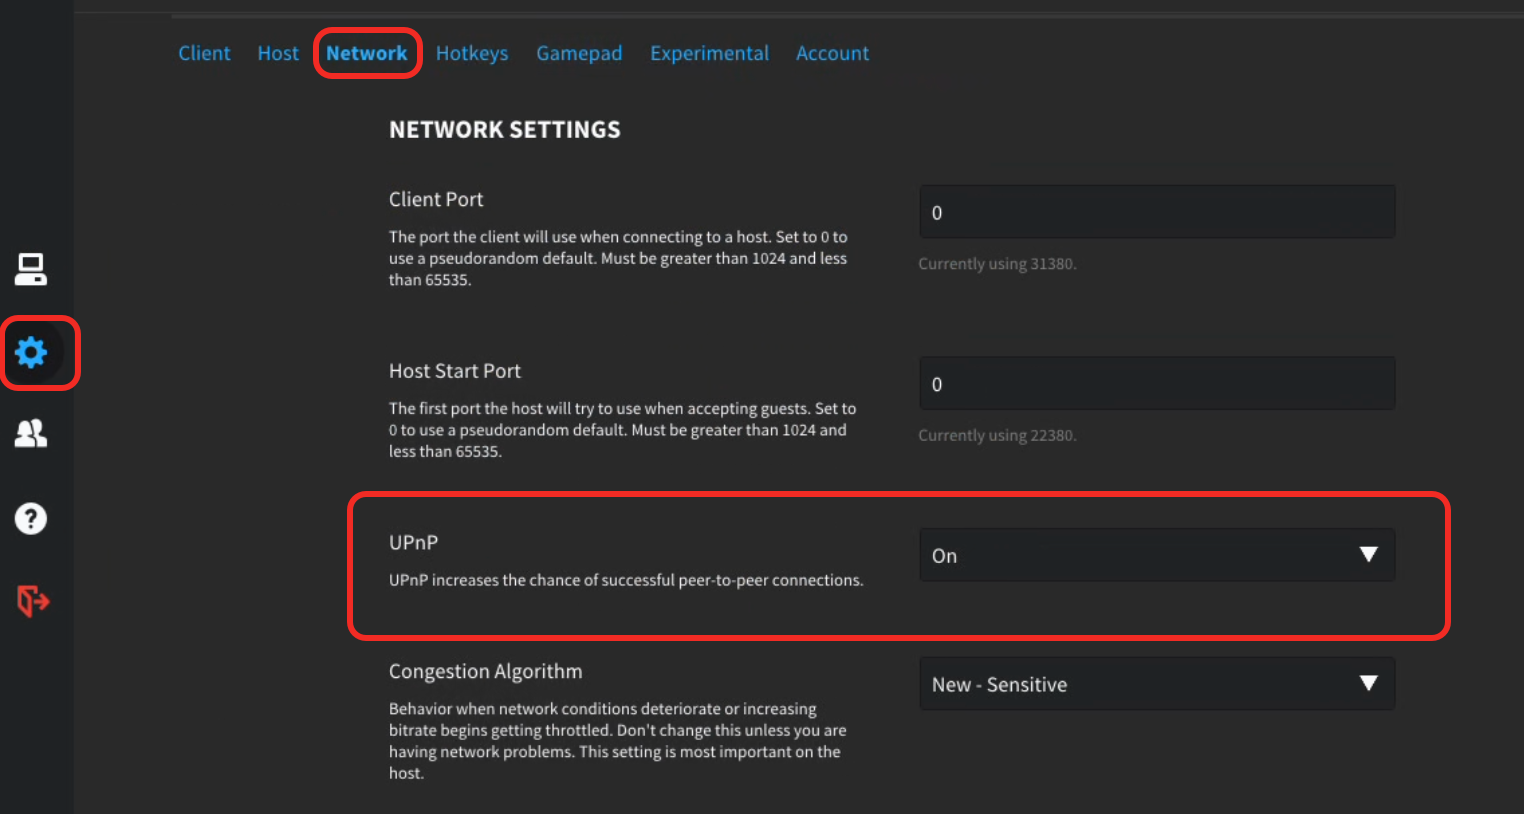 Client Host Network Hotkeys Gamepad Experimental Account
NETWORK SETTINGS
Client Port
0
The port the client will use when connecting to a host. Set to 0 to
use a pseudorandom default. Must be greater than 1024 and less
than 65535.
Currently using 31380.
Host Start Port
0
The first port the host will try to use when accepting guests. Set to
0 to use a pseudorandom default. Must be greater than 1024 and
less than 65535.
Currently using 22380.
UPnP
On
UPnP increases the chance of successful peer-to-peer connections.
Congestion Algorithm
New - Sensitive
Behavior when network conditions deteriorate or increasing
bitrate begins getting throttled. Don't change this unless you are
having network problems. This setting is most important on the
host.